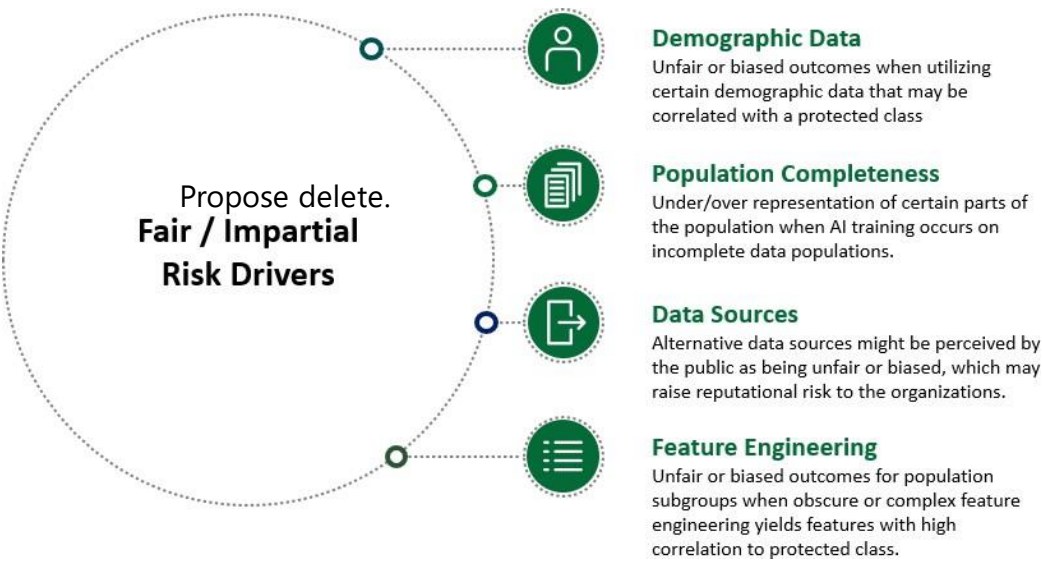 Propose delete.
Fair / Impartial
Risk Drivers
Demographic Data
Unfair or biased outcomes when utilizing
certain demographic data that may be
correlated with a protected class
Population Completeness
Under/over representation of certain parts of
the population when AI training occurs on
incomplete data populations.
Data Sources
Alternative data sources might be perceived by
the public as being unfair or biased, which may
raise reputational risk to the organizations.
Feature Engineering
Unfair or biased outcomes for population
subgroups when obscure or complex feature
engineering yields features with high
correlation to protected class.